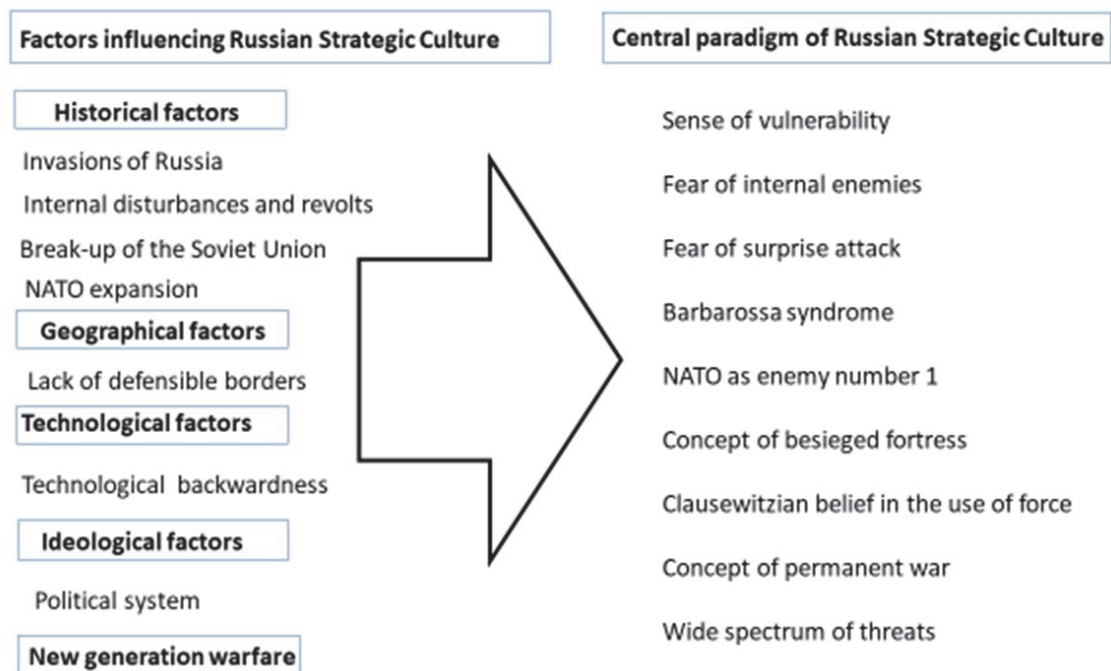 Factors influencing Russian Strategic Culture
Historical factors
Invasions of Russia
Internal disturbances and revolts
Break-up of the Soviet Union
NATO expansion
Geographical factors
Lack of defensible borders
Technological factors
Technological backwardness
Ideological factors
Political system
New generation warfare
Central paradigm of Russian Strategic Culture
Sense of vulnerability
Fear of internal enemies
Fear of surprise attack
Barbarossa syndrome
NATO as enemy number 1
Concept of besieged fortress
Clausewitzian belief in the use of force
Concept of permanent war
Wide spectrum of threats